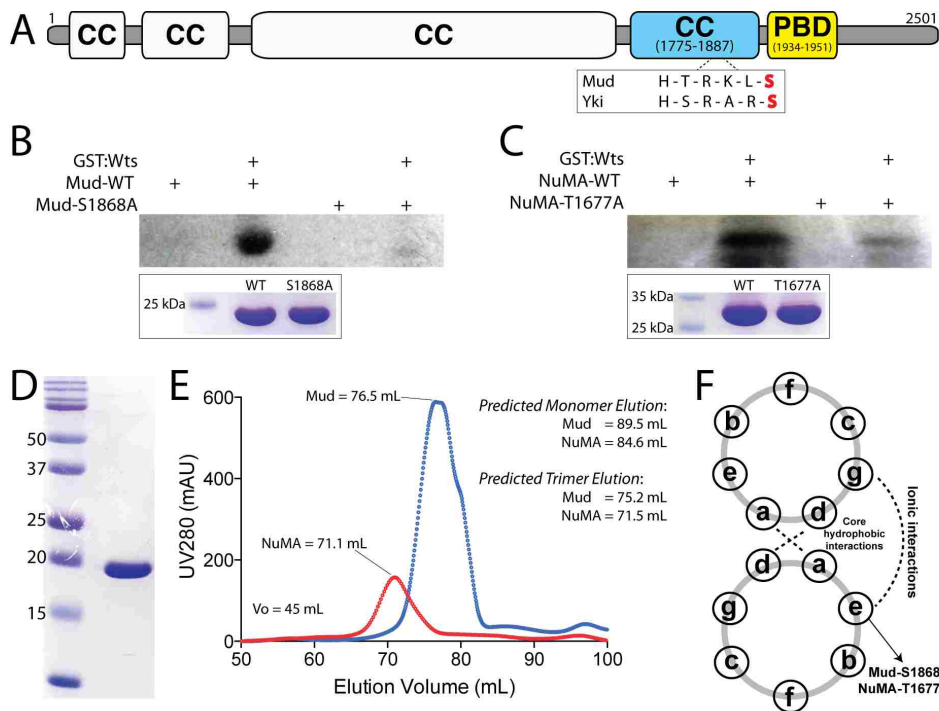 A
1
2501
CC
CC
CC
CC
(1775-1887)
PBD
(1934-1951)
Mud H - T - R - K - L - S
Yki H - S - R - A - R - S
B
GST:Wts + +
Mud-WT + +
Mud-S1868A + +
25 kDa
WT S1868A
C
GST:Wts + +
NuMA-WT + +
NuMA-T1677A + +
35 kDa
25 kDa
WT T1677A
D
50
37
25
20
15
E
UV280 (mAU)
600
400
200
0
50 60 70 80 90 100
Elution Volume (mL)
Mud = 76.5 mL
NuMA = 71.1 mL
Vo = 45 mL
Predicted Monomer Elution:
Mud = 89.5 mL
NuMA = 84.6 mL
Predicted Trimer Elution:
Mud = 75.2 mL
NuMA = 71.5 mL
F
f
b c
e g
a d
Core
hydrophobic
interactions
Ionic interactions
d a
g e
c b
f
Mud-S1868
NuMA-T1677